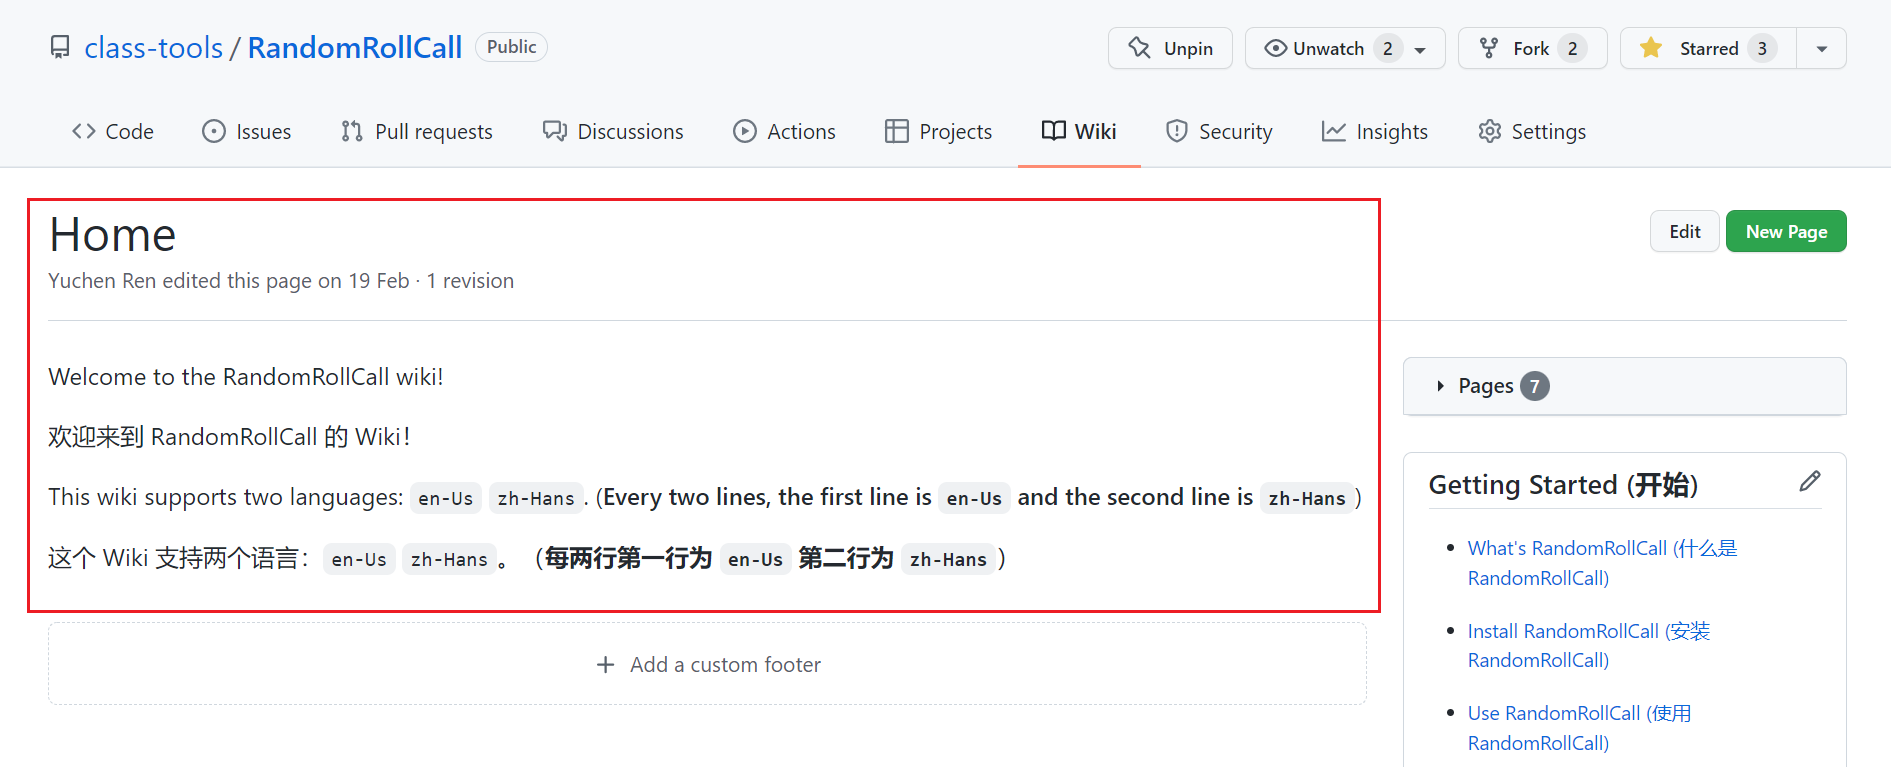 class-tools / RandomRollCall Public
Unpin Unwatch 2 Fork 2 Starred 3
Code Issues Pull requests Discussions Actions Projects Wiki Security Insights Settings
Home
Edit New Page
Yuchen Ren edited this page on 19 Feb · 1 revision
Welcome to the RandomRollCall wiki!
欢迎来到 RandomRollCall 的 Wiki！
This wiki supports two languages: en-Us zh-Hans. (Every two lines, the first line is en-Us and the second line is zh-Hans)
这个 Wiki 支持两个语言：en-Us zh-Hans。（每两行第一行为 en-Us 第二行为 zh-Hans）
Add a custom footer
Pages 7
Getting Started (开始)
What's RandomRollCall (什么是
RandomRollCall)
Install RandomRollCall (安装
RandomRollCall)
Use RandomRollCall (使用
RandomRollCall)